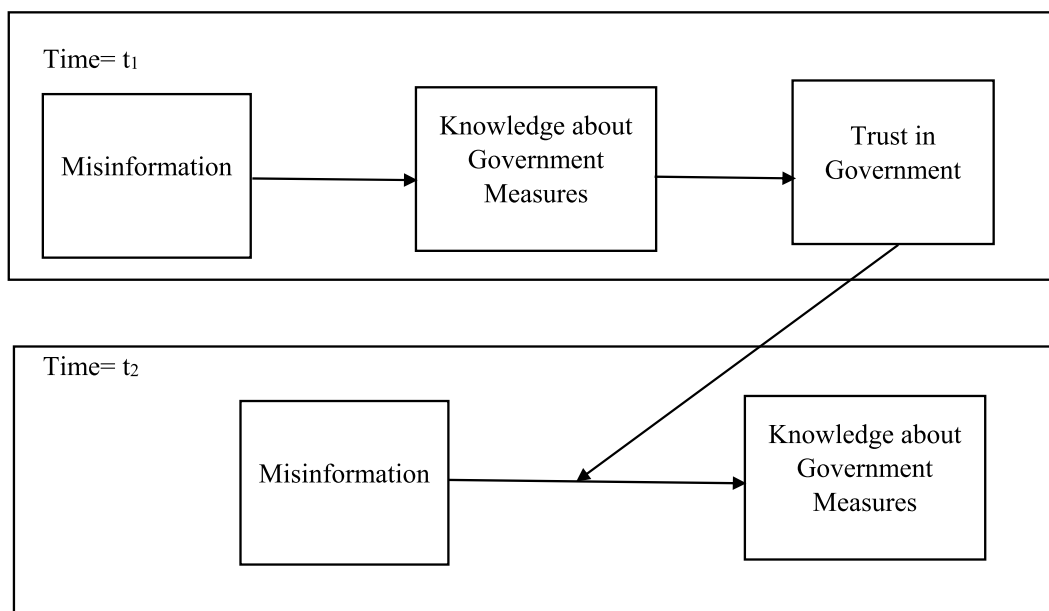 Time= t₁
Misinformation
Knowledge about
Government
Measures
Trust in
Government
Time= t₂
Misinformation
Knowledge about
Government
Measures